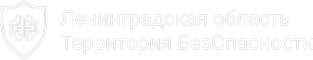 Ленинградская область
Территория БезОпасности